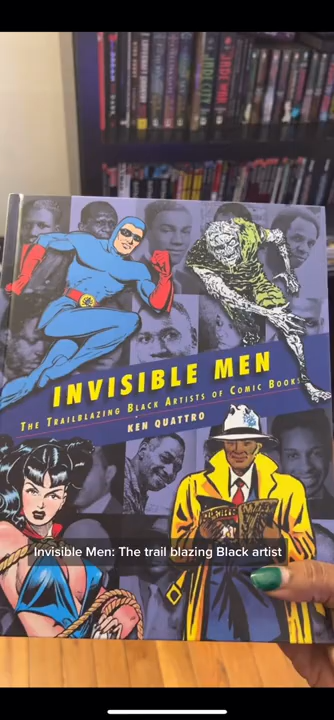 INVISIBLE MEN
THE TRAILBLAZING BLACK ARTISTS OF COMIC BOOKS
KEN QUATTRO
Invisible Men: The trail blazing Black artist